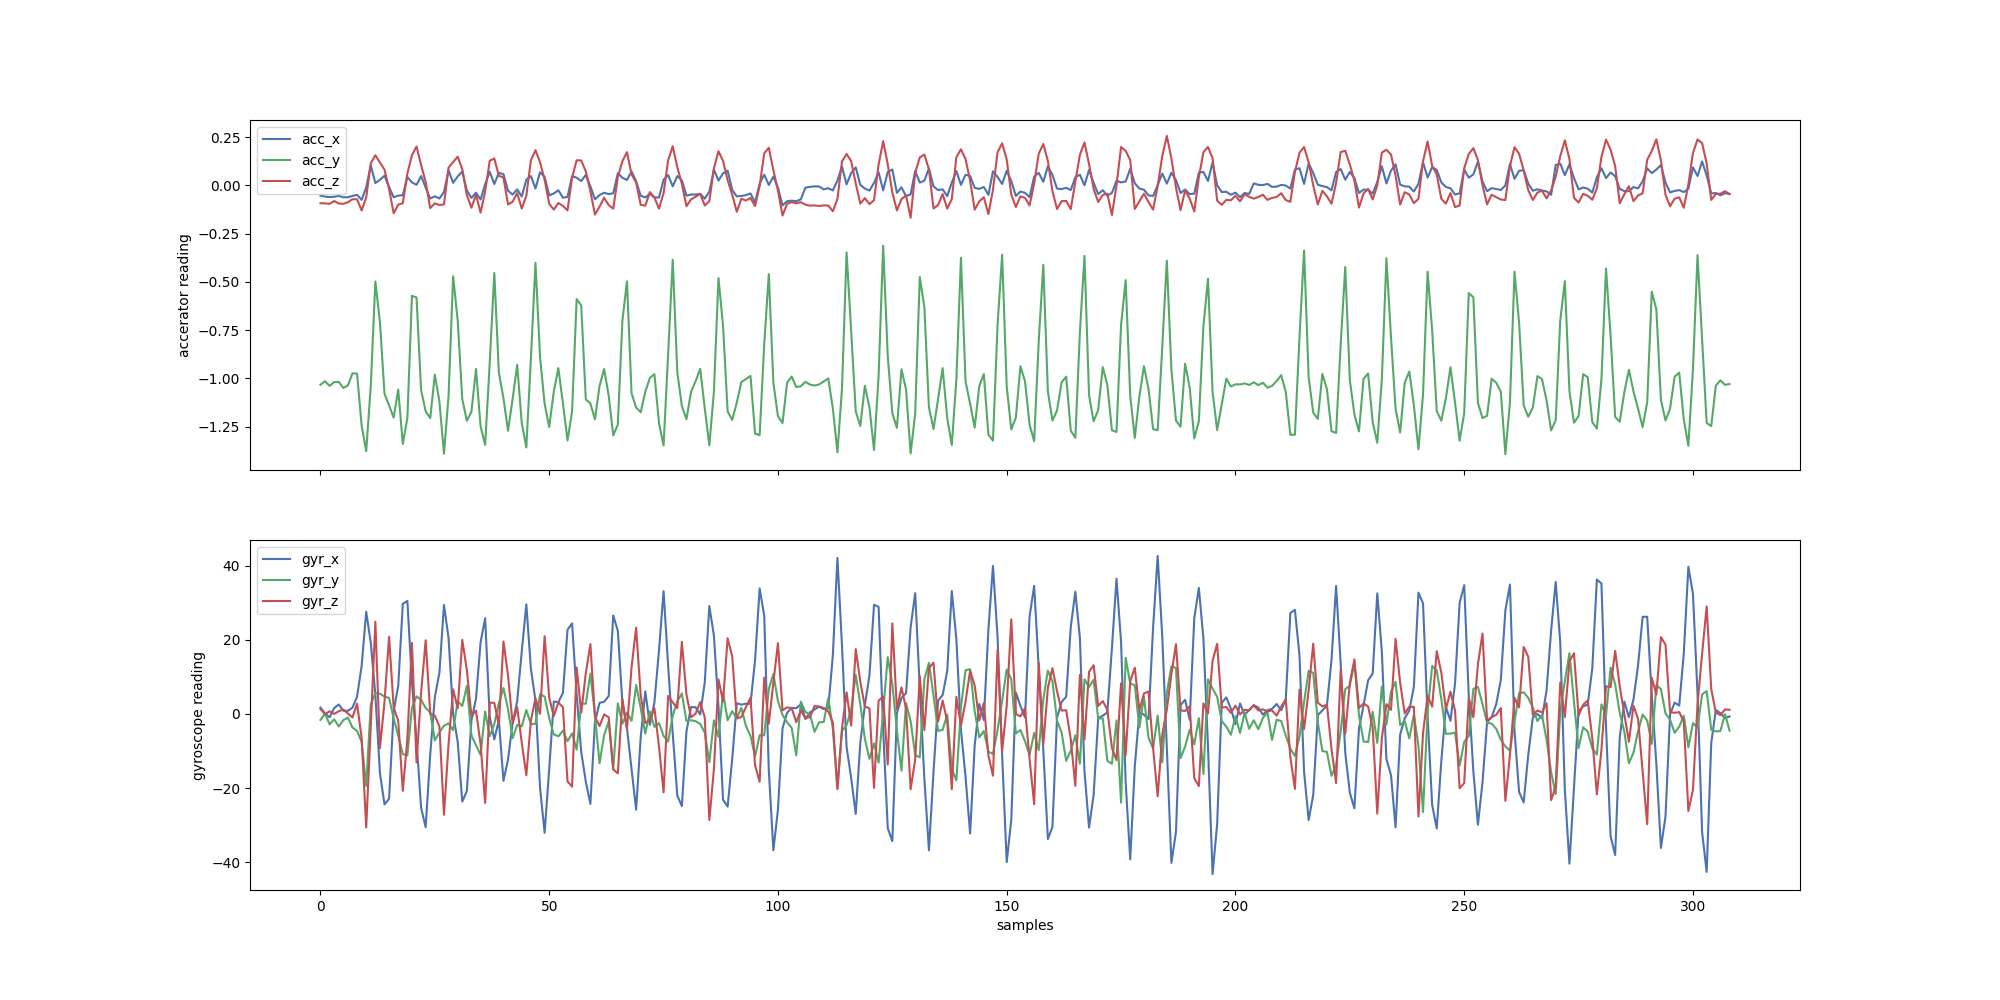 0.25
0.00
−0.25
−0.50
−0.75
−1.00
−1.25
accerator reading
acc_x
acc_y
acc_z
40
20
0
−20
−40
gyroscope reading
gyr_x
gyr_y
gyr_z
0 50 100 150 200 250 300
samples